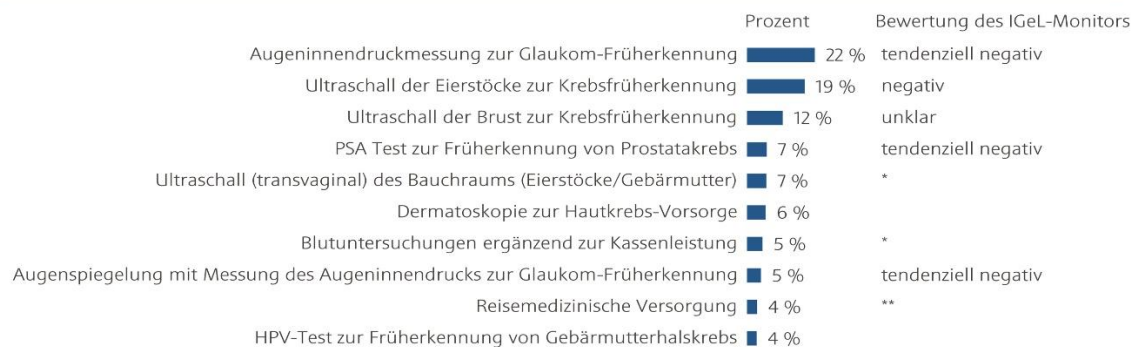 Prozent Bewertung des IGeL-Monitors
Augeninnendruckmessung zur Glaukom-Früherkennung 22 % tendenziell negativ
Ultraschall der Eierstöcke zur Krebsfrüherkennung 19 % negativ
Ultraschall der Brust zur Krebsfrüherkennung 12 % unklar
PSA Test zur Früherkennung von Prostatakrebs 7 % tendenziell negativ
Ultraschall (transvaginal) des Bauchraums (Eierstöcke/Gebärmutter) 7 % *
Dermatoskopie zur Hautkrebs-Vorsorge 6 %
Blutuntersuchungen ergänzend zur Kassenleistung 5 % *
Augenspiegelung mit Messung des Augeninnendrucks zur Glaukom-Früherkennung 5 % tendenziell negativ
Reisemedizinische Versorgung 4 % **
HPV-Test zur Früherkennung von Gebärmutterhalskrebs 4 %